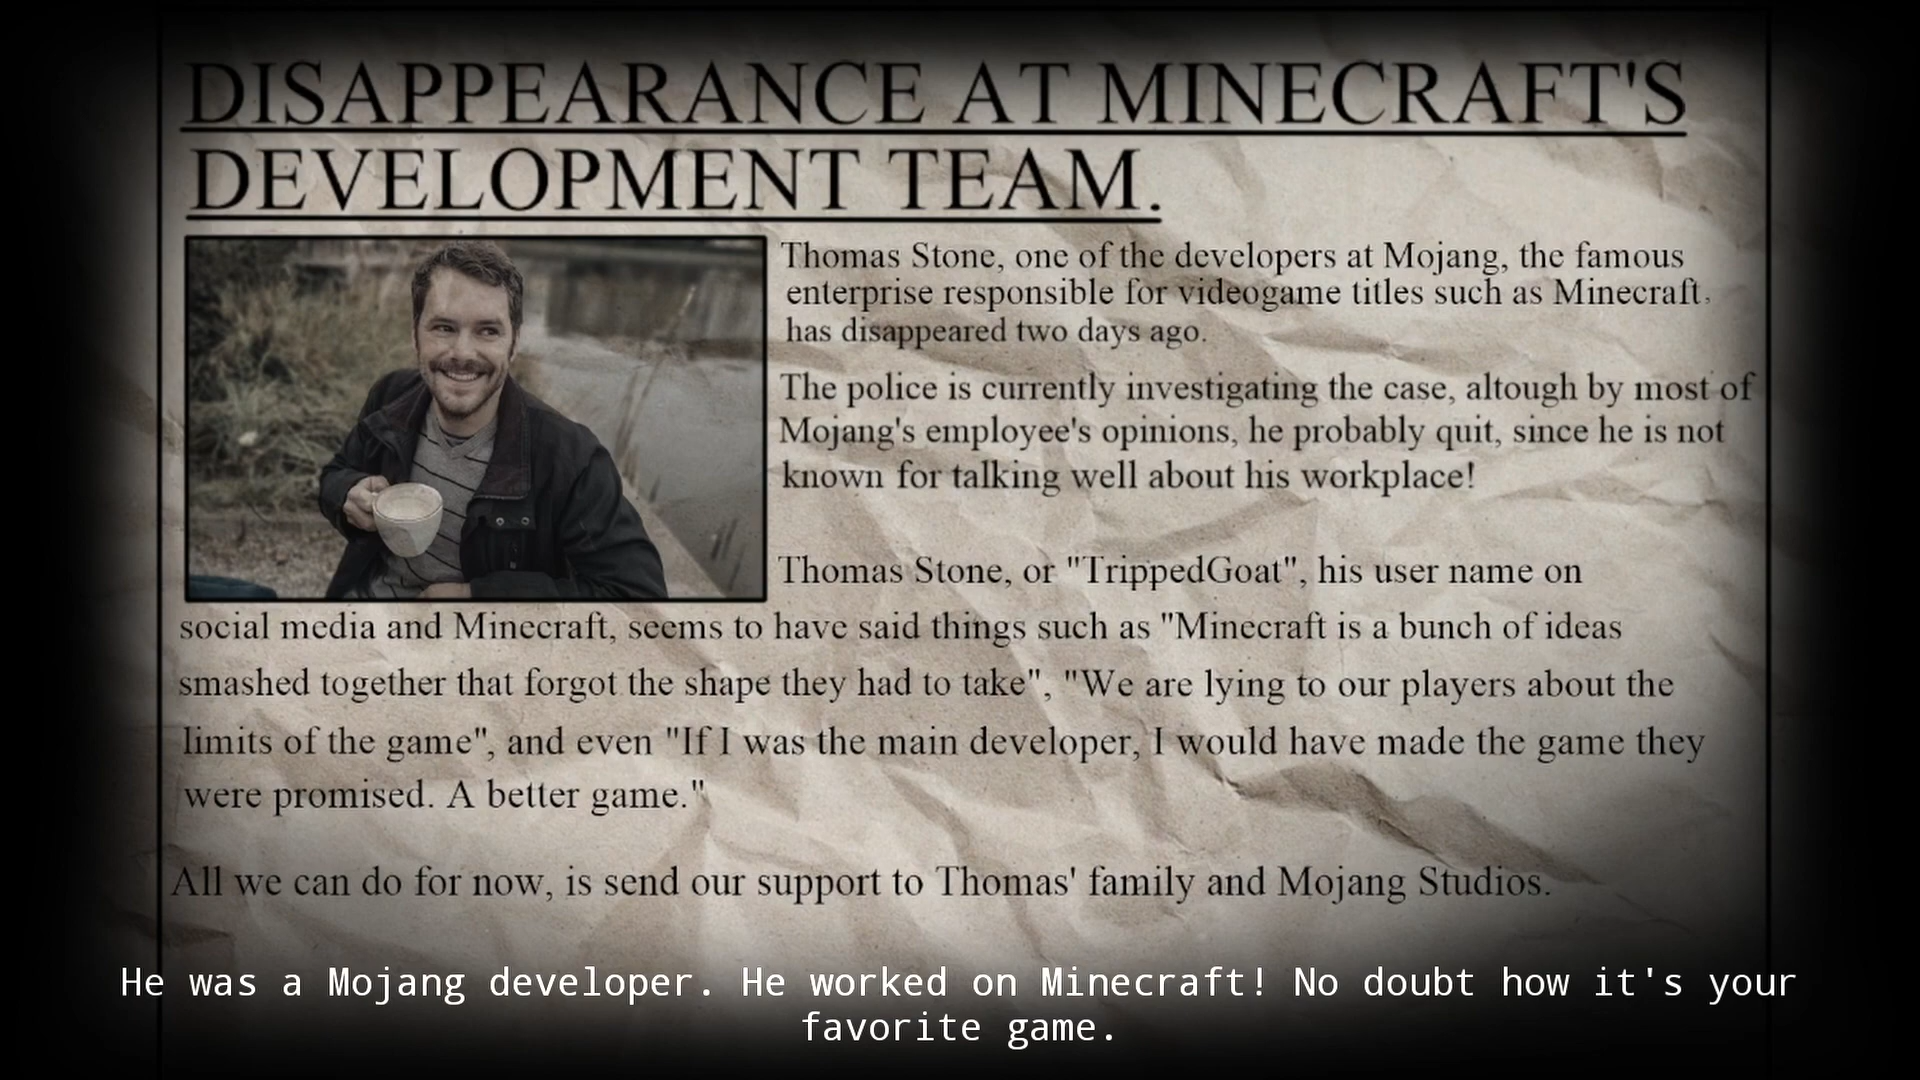 DISAPPEARANCE AT MINECRAFT'S
DEVELOPMENT TEAM.
Thomas Stone, one of the developers at Mojang, the famous
enterprise responsible for videogame titles such as Minecraft,
has disappeared two days ago.
The police is currently investigating the case, altough by most of
Mojang's employee's opinions, he probably quit, since he is not
known for talking well about his workplace!
Thomas Stone, or "TrippedGoat", his user name on
social media and Minecraft, seems to have said things such as "Minecraft is a bunch of ideas
smashed together that forgot the shape they had to take", "We are lying to our players about the
limits of the game", and even "If I was the main developer, I would have made the game they
were promised. A better game."
All we can do for now, is send our support to Thomas' family and Mojang Studios.
He was a Mojang developer. He worked on Minecraft! No doubt how it's your
favorite game.